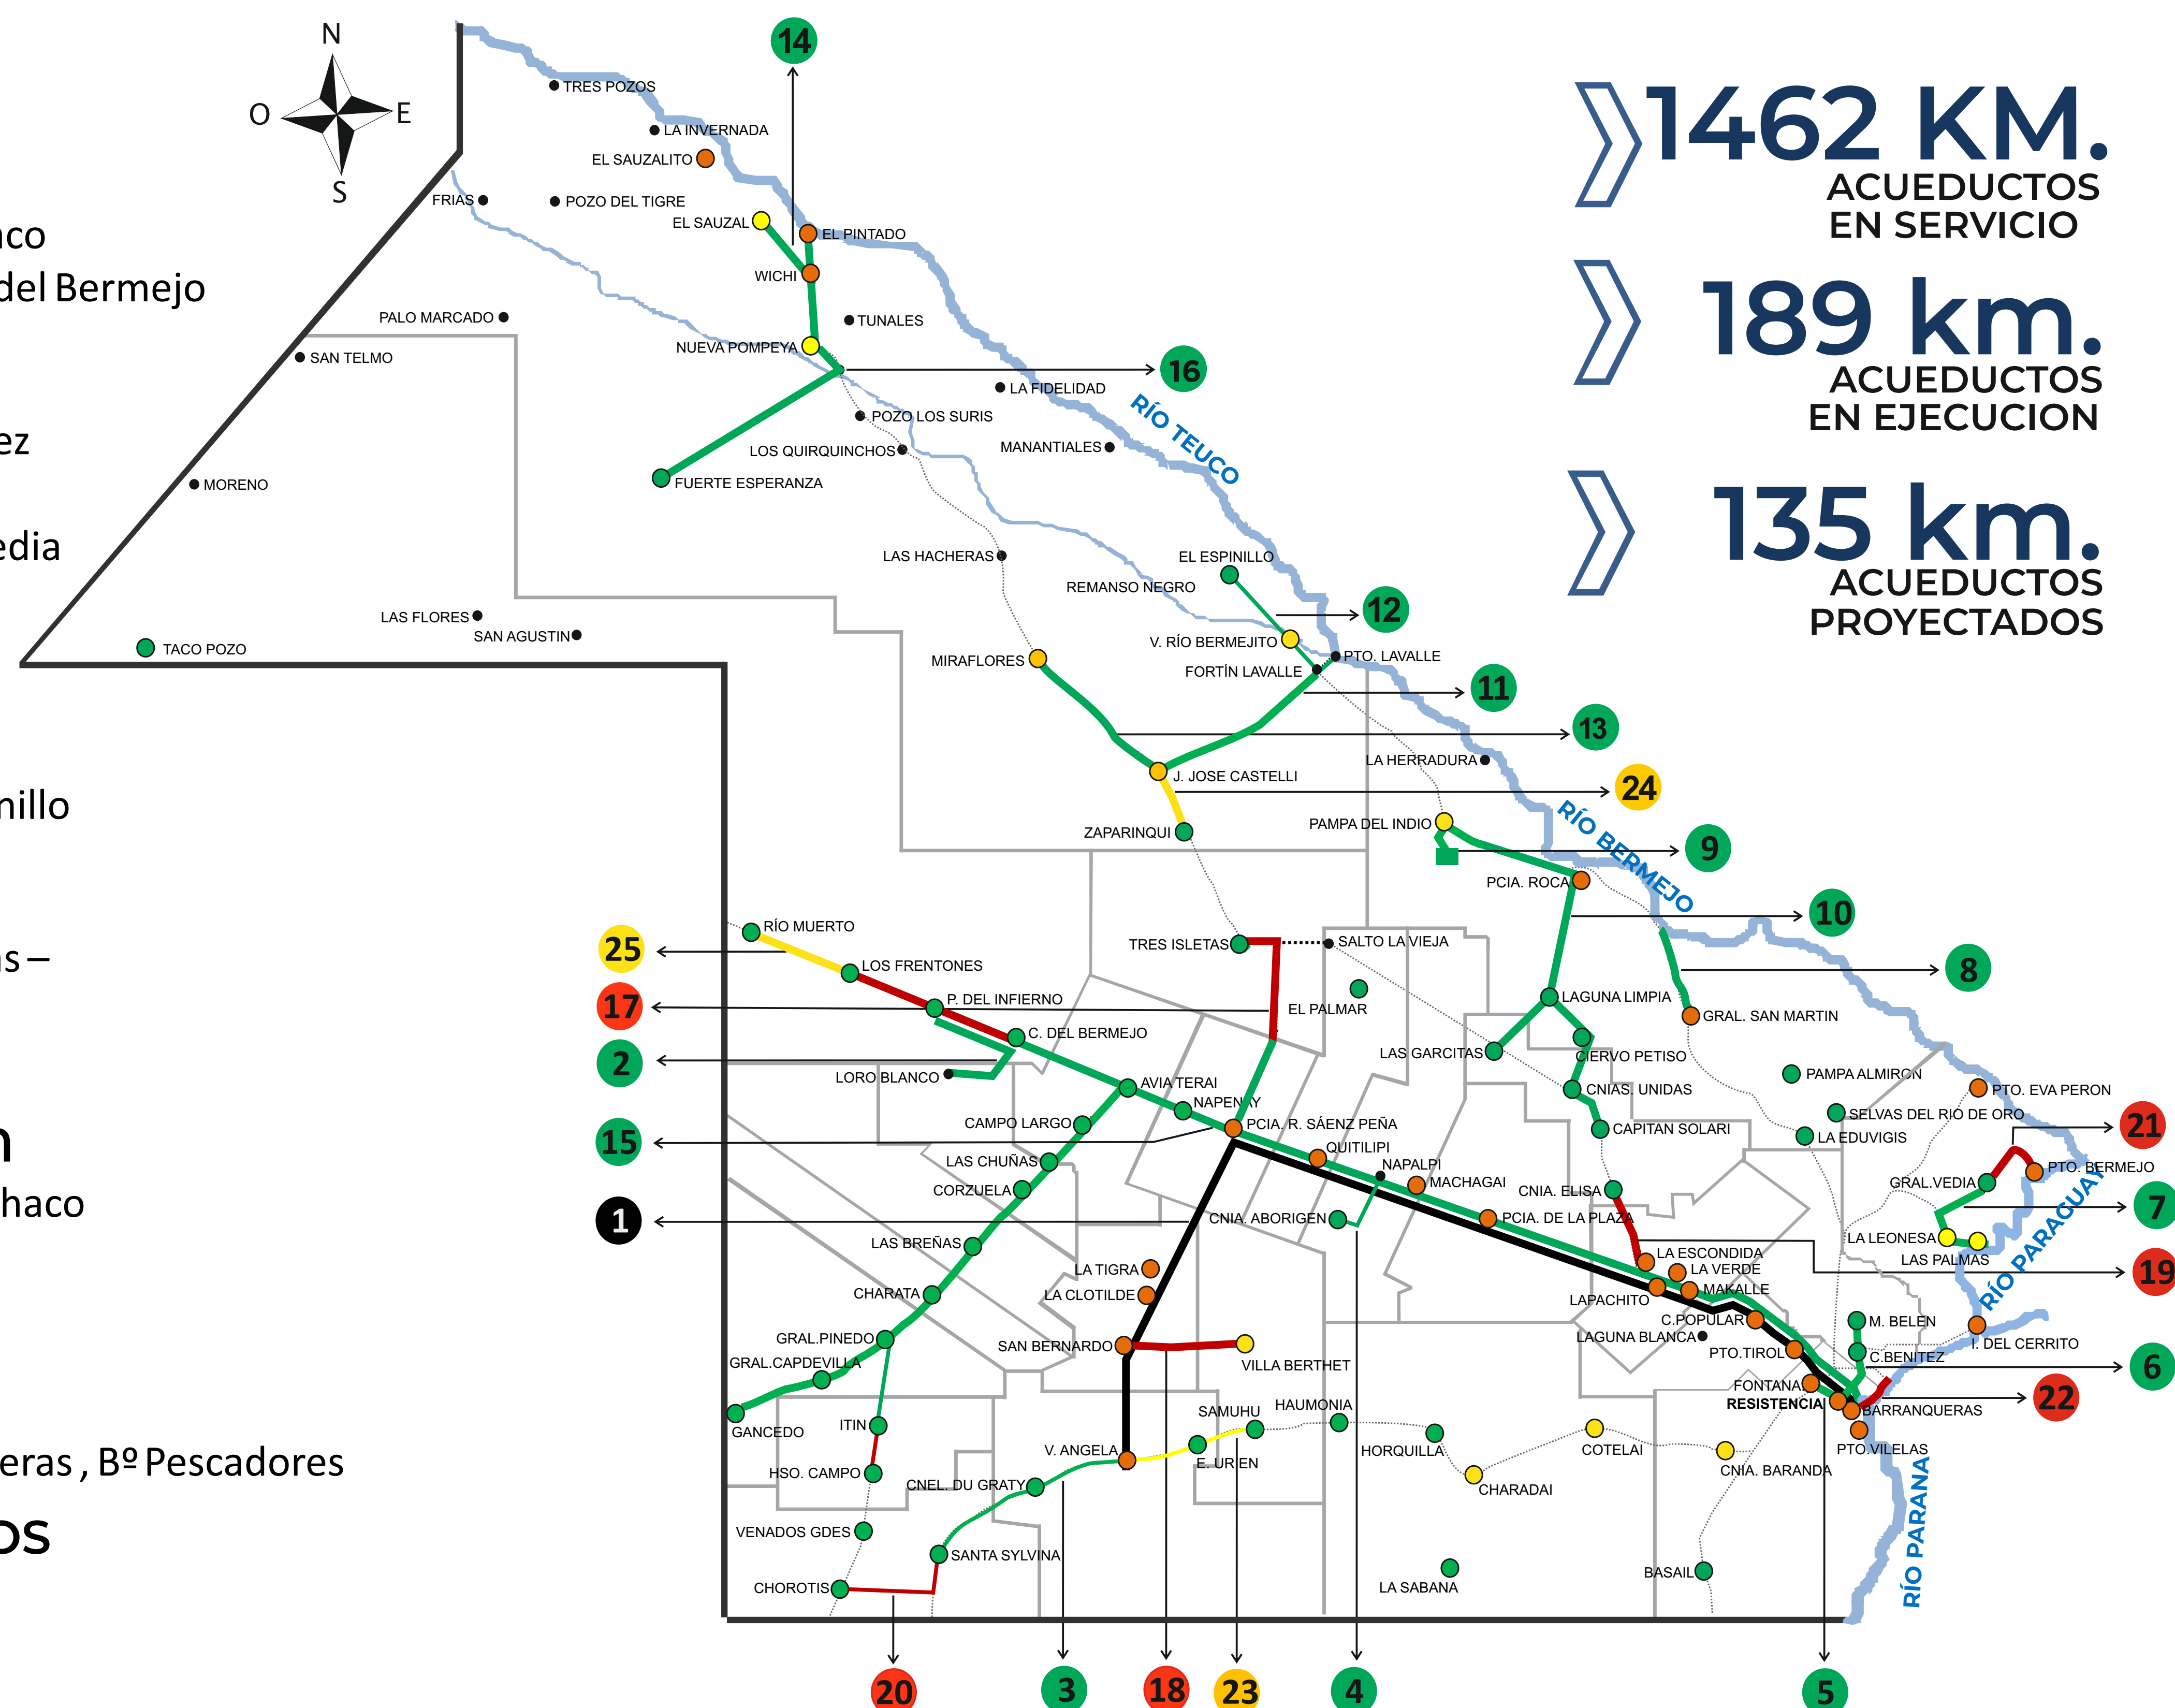 N
O
E
S
14
1462 KM.
ACUEDUCTOS
EN SERVICIO
189 km.
ACUEDUCTOS
EN EJECUCION
135 km.
ACUEDUCTOS
PROYECTADOS
del Bermejo
TRES POZOS
LA INVERNADA
EL SAUZALITO
FRIAS
POZO DEL TIGRE
EL SAUZAL
EL PINTADO
WICHI
PALO MARCADO
TUNALES
SAN TELMO
NUEVA POMPEYA
16
LA FIDELIDAD
RÍO TEUCO
POZO LOS SURIS
LOS QUIRQUINCHOS
MANANTIALES
MORENO
FUERTE ESPERANZA
LAS HACHERAS
EL ESPINILLO
REMANSO NEGRO
12
LAS FLORES
SAN AGUSTIN
TACO POZO
V. RÍO BERMEJITO
PTO. LAVALLE
MIRAFLORES
FORTÍN LAVALLE
11
13
LA HERRADURA
J. JOSE CASTELLI
24
ZAPARINQUI
PAMPA DEL INDIO
RÍO BERMEJO
9
PCIA. ROCA
10
RÍO MUERTO
25
TRES ISLETAS
SALTO LA VIEJA
LOS FRENTONES
8
17
P. DEL INFIERNO
EL PALMAR
LAGUNA LIMPIA
GRAL. SAN MARTIN
C. DEL BERMEJO
2
LAS GARCITAS
CIERVO PETISO
LORO BLANCO
AVIA TERAI
CNIAS. UNIDAS
PAMPA ALMIRON
PTO. EVA PERON
NAPENAY
SELVAS DEL RIO DE ORO
CAMPO LARGO
PCIA. R. SÁENZ PEÑA
CAPITAN SOLARI
LA EDUVIGIS
21
15
QUITILIPI
LAS CHUÑAS
NAPALPI
MACHAGAI
PTO. BERMEJO
CORZUELA
CNIA. ELISA
GRAL.VEDIA
7
1
CNIA. ABORIGEN
PCIA. DE LA PLAZA
LAS BREÑAS
LA LEONESA
LAS PALMAS
RÍO PARAGUAY
LA ESCONDIDA
LA VERDE
19
LA TIGRA
CHARATA
LA CLOTILDE
LAPACHITO
MAKALLE
C.POPULAR
M. BELEN
GRAL.PINEDO
SAN BERNARDO
LAGUNA BLANCA
I. DEL CERRITO
GRAL.CAPDEVILLA
VILLA BERTHET
PTO.TIROL
C.BENITEZ
6
FONTANA
RESISTENCIA
22
BARRANQUERAS
GANCEDO
ITIN
SAMUHU
HAUMONIA
PTO.VILELAS
V. ANGELA
E. URIEN
HORQUILLA
COTELAI
CNIA. BARANDA
HSO. CAMPO
CNEL. DU GRATY
CHARADAI
RÍO PARANA
VENADOS GDES
SANTA SYLVINA
CHOROTIS
LA SABANA
BASAIL
eras , Bº Pescadores
20
3
18
23
4
5